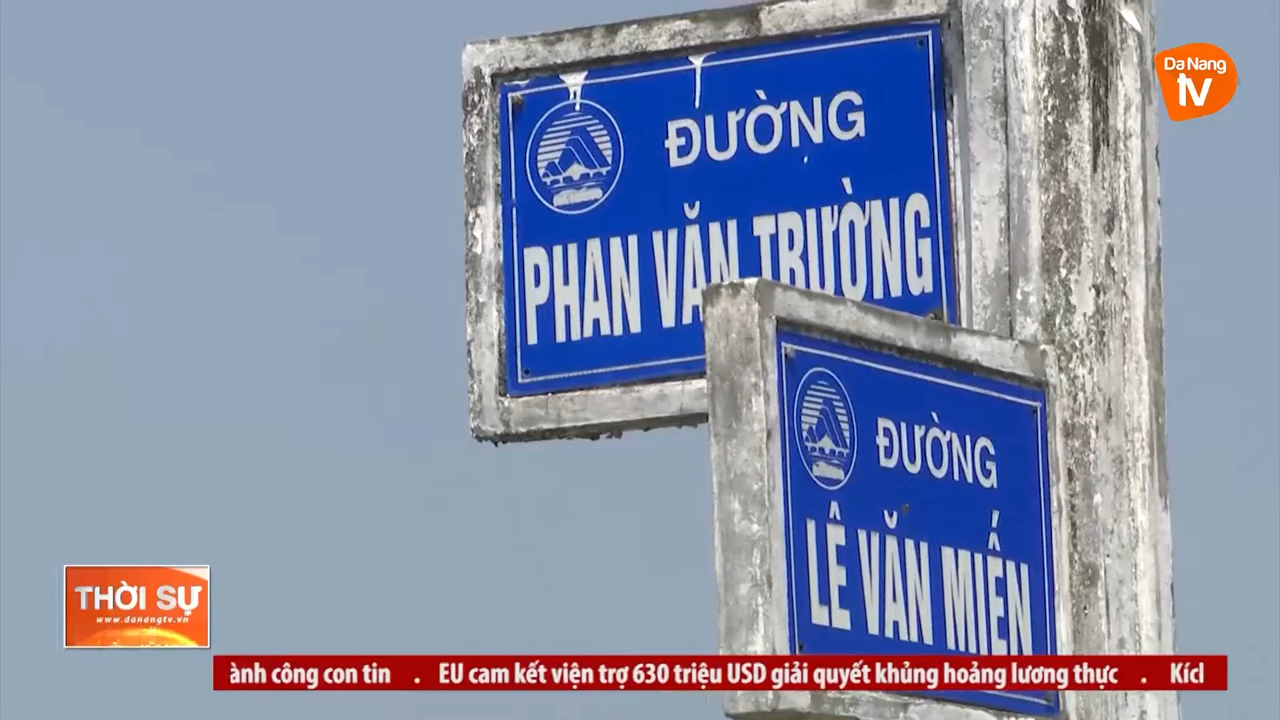 Da Nang
tv
ĐƯỜNG
PHAN VĂN TRƯỜNG
ĐƯỜNG
LÊ VĂN MIẾN
THỜI SỰ
www.danangtv.vn
ành công con tin . EU cam kết viện trợ 630 triệu USD giải quyết khủng hoảng lương thực .